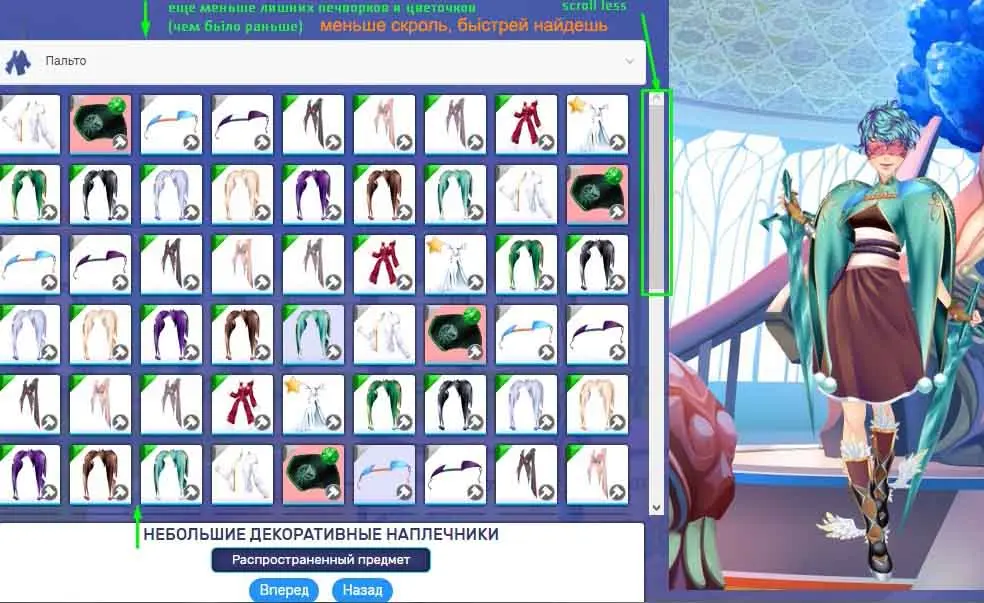 еще меньше лишних печворков и цветочков
scroll less
(чем было раньше) меньше скроль, быстрей найдешь
Пальто
НЕБОЛЬШИЕ ДЕКОРАТИВНЫЕ НАПЛЕЧНИКИ
Распространенный предмет
Вперед Назад